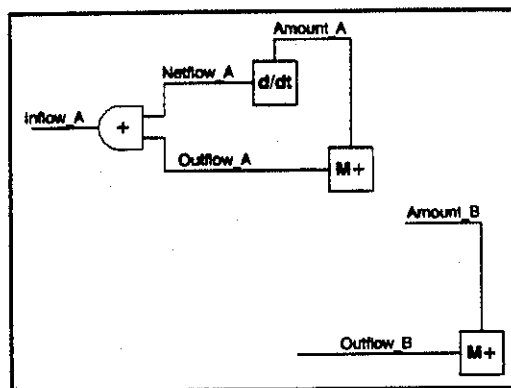 Amount_A
Netflow_A
d/dt
Inflow_A
+
Outflow_A
M+
Amount_B
Outflow_B
M+